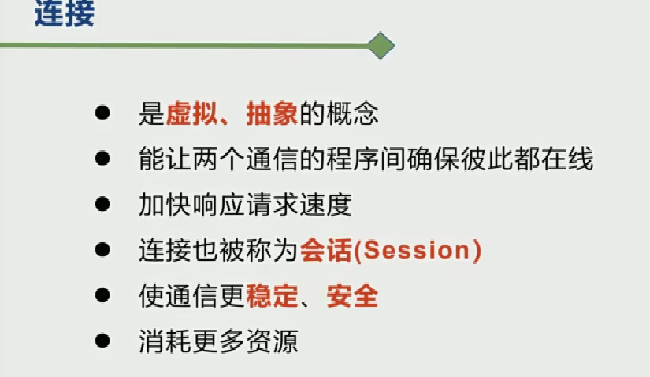 连接
● 是虚拟、抽象的概念
● 能让两个通信的程序间确保彼此都在线
● 加快响应请求速度
● 连接也被称为会话(Session)
● 使通信更稳定、安全
● 消耗更多资源